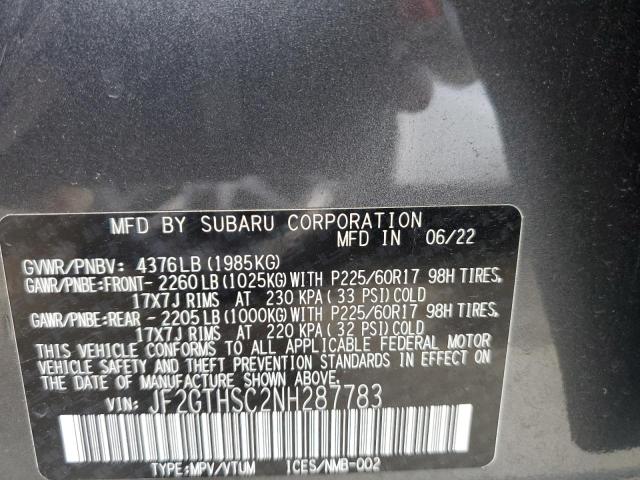 MFD BY SUBARU CORPORATION
MFD IN 06/22
GVWR/PNBV: 4376LB (1985KG)
GAWR/PNBE:FRONT-2260LB (1025KG) WITH P225/60R17 98H TIRES,
17X7J RIMS AT 230 KPA (33 PSI) COLD
GAWR/PNBE:REAR -2205LB (1000KG) WITH P225/60R17 98H TIRES,
17X7J RIMS AT 220 KPA (32 PSI) COLD
THIS VEHICLE CONFORMS TO ALL APPLICABLE FEDERAL MOTOR
VEHICLE SAFETY AND THEFT PREVENTION STANDARDS IN EFFECT
ON THE DATE OF MANUFACTURE SHOWN ABOVE.
VIN: JF2GTHSC2NH287783
TYPE:MPV/VTUM ICES/NMB-002